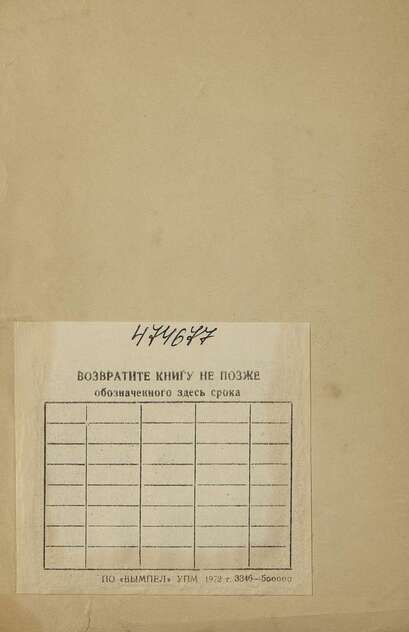 474677
ВОЗВРАТИТЕ КНИГУ НЕ ПОЗЖЕ
обозначенного здесь срока
ПО «ВЫМПЕЛ» УПМ 1972 г. 3346—500000